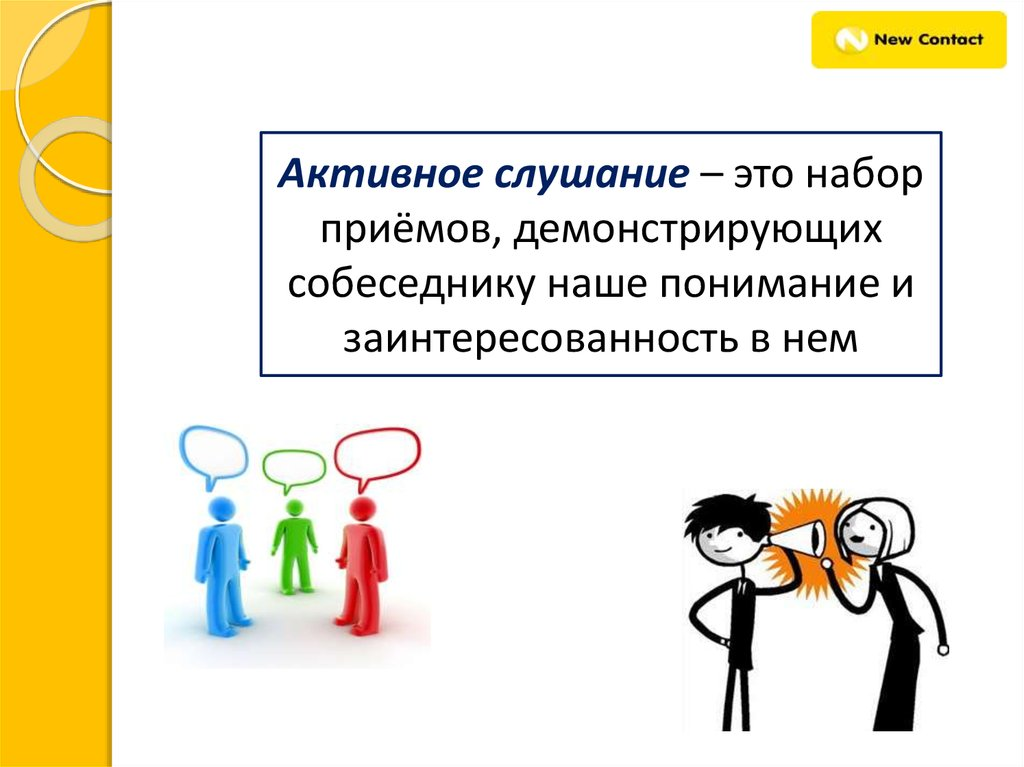 New Contact
Активное слушание – это набор
приёмов, демонстрирующих
собеседнику наше понимание и
заинтересованность в нем